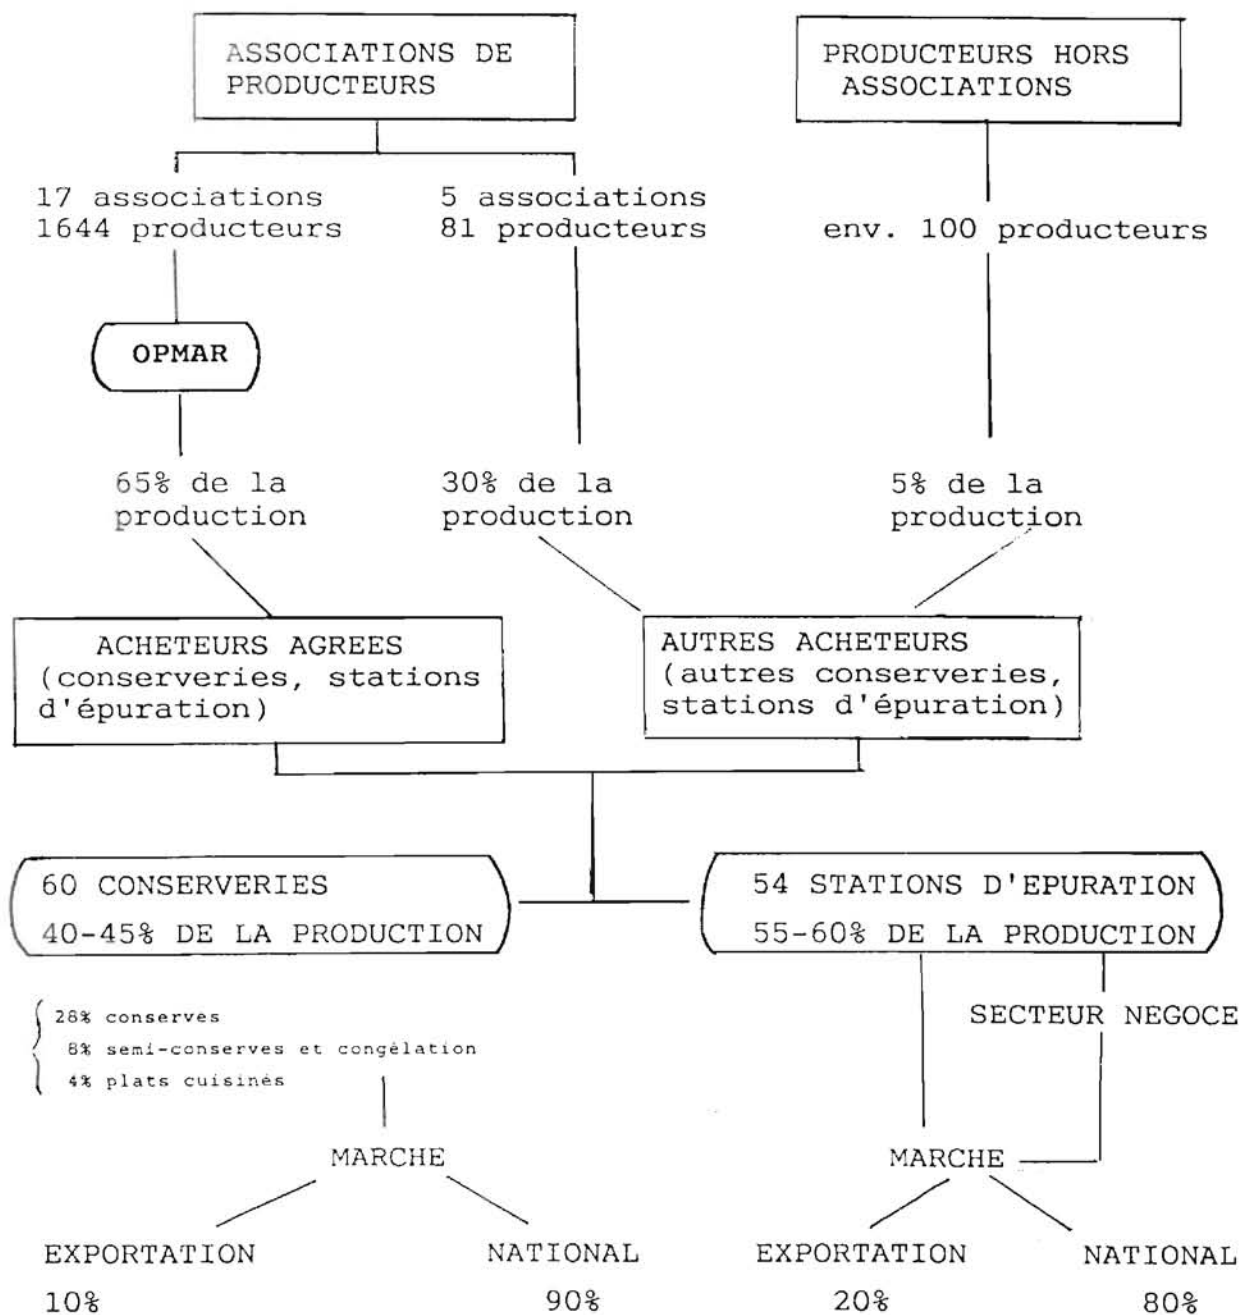 ASSOCIATIONS DE
PRODUCTEURS
PRODUCTEURS HORS
ASSOCIATIONS
17 associations
1644 producteurs
5 associations
81 producteurs
env. 100 producteurs
OPMAR
65% de la
production
30% de la
production
5% de la
production
ACHETEURS AGREES
(conserveries, stations
d'épuration)
AUTRES ACHETEURS
(autres conserveries,
stations d'épuration)
60 CONSERVERIES
40-45% DE LA PRODUCTION
54 STATIONS D'EPURATION
55-60% DE LA PRODUCTION
28% conserves
8% semi-conserves et congélation
4% plats cuisinés
SECTEUR NEGOCE
MARCHE
MARCHE
EXPORTATION
NATIONAL
EXPORTATION
NATIONAL
10%
90%
20%
80%